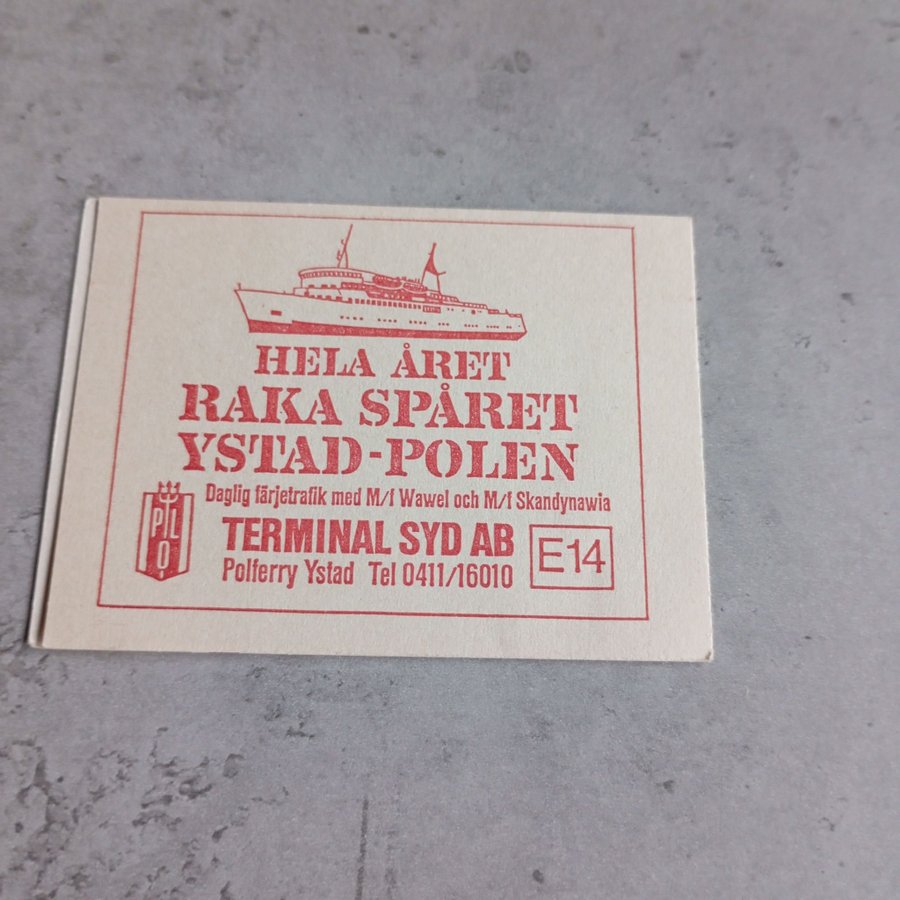 HELA ÅRET
RAKA SPÅRET
YSTAD-POLEN
Daglig färjetrafik med M/f Wawel och M/f Skandynawia
PLO
TERMINAL SYD AB
Polferry Ystad Tel 0411/16010
E14